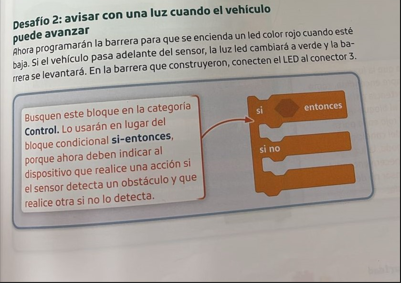 Desafío 2: avisar con una luz cuando el vehículo
puede avanzar
Ahora programarán la barrera para que se encienda un led color rojo cuando esté
baja. Si el vehículo pasa adelante del sensor, la luz led cambiará a verde y la ba-
rrera se levantará. En la barrera que construyeron, conecten el LED al conector 3.
Busquen este bloque en la categoría
Control. Lo usarán en lugar del
bloque condicional si-entonces,
porque ahora deben indicar al
dispositivo que realice una acción si
el sensor detecta un obstáculo y que
realice otra si no lo detecta.
si entonces
si no